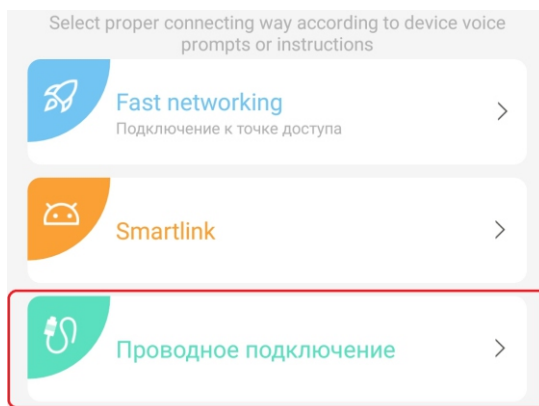 Select proper connecting way according to device voice
prompts or instructions
Fast networking
Подключение к точке доступа
Smartlink
Проводное подключение